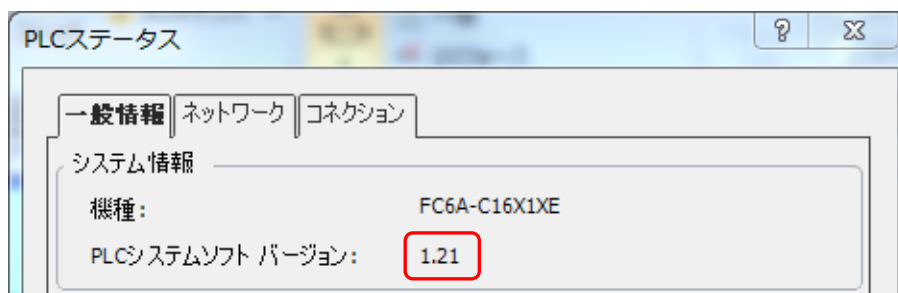 PLCステータス
一般情報 ネットワーク コネクション
システム情報
機種： FC6A-C16X1XE
PLCシステムソフト バージョン： 1.21